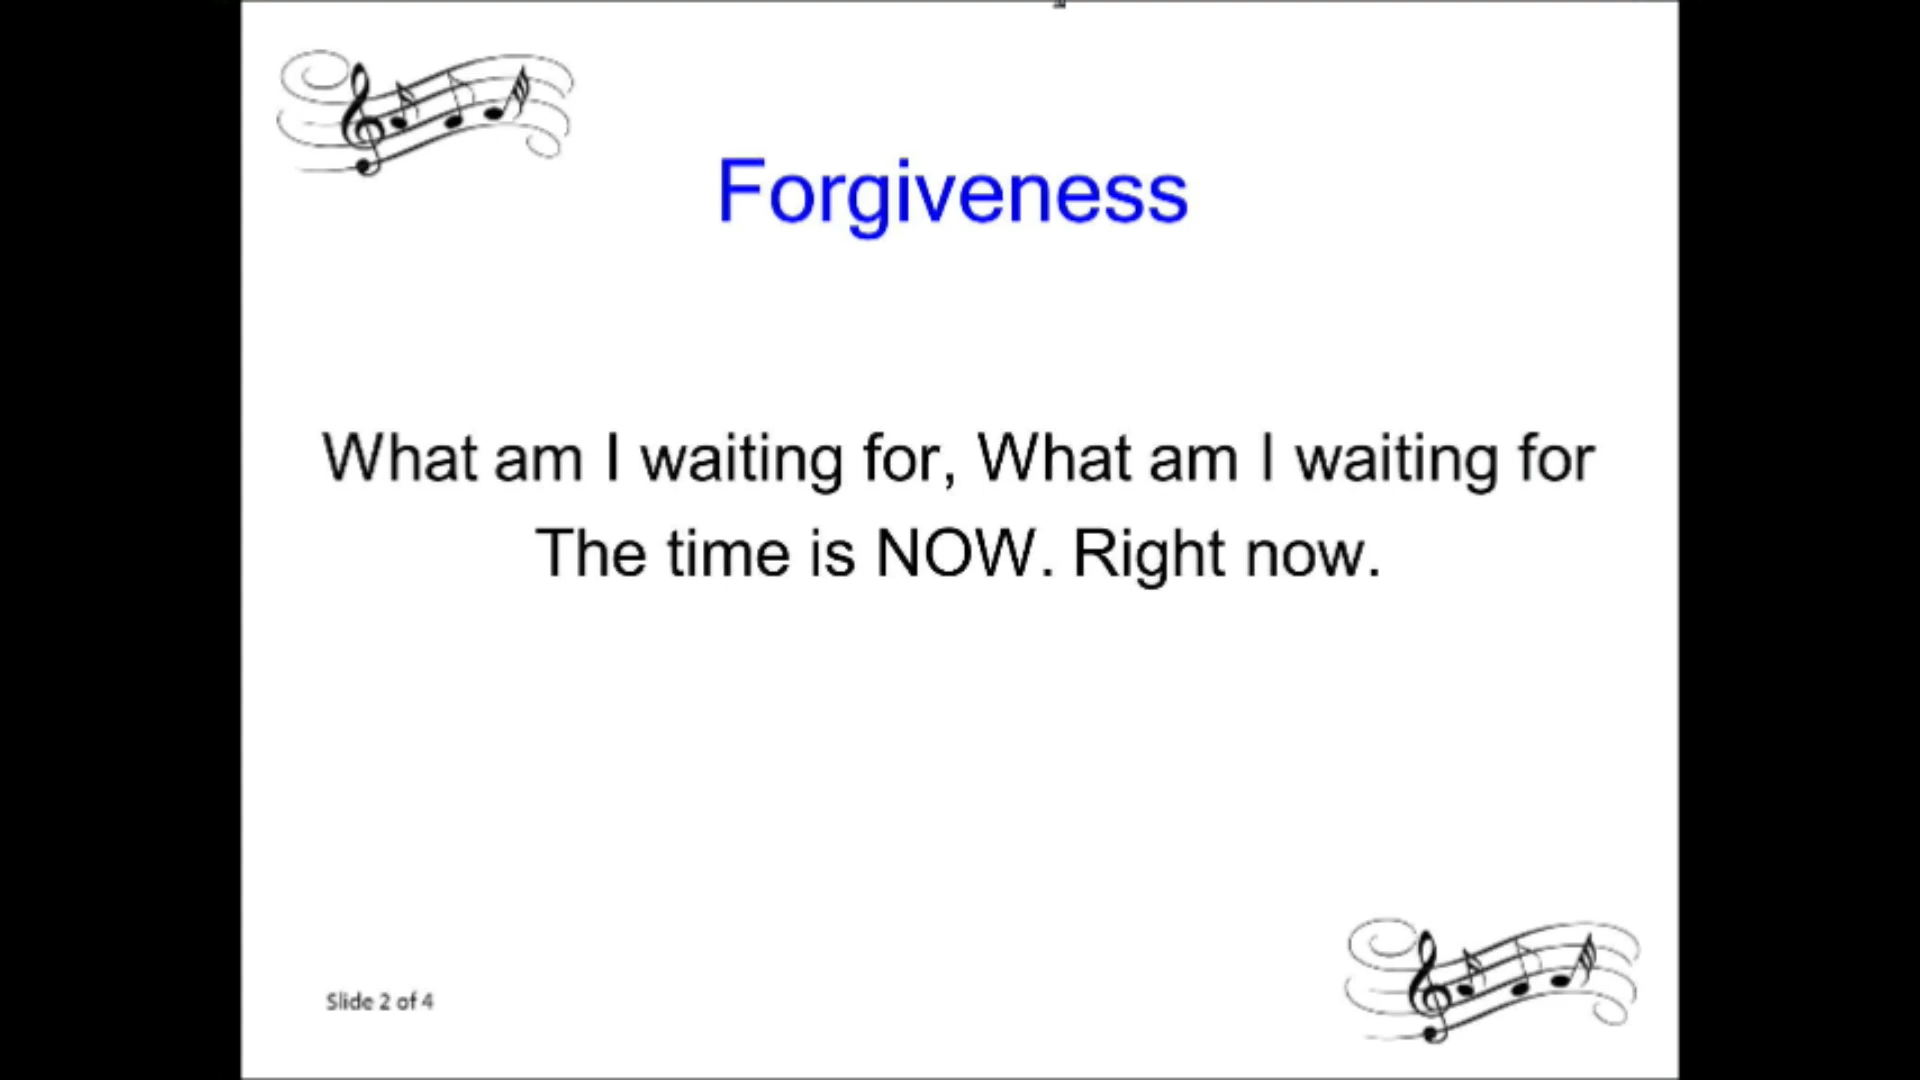 Forgiveness
What am I waiting for, What am I waiting for
The time is NOW. Right now.
Slide 2 of 4